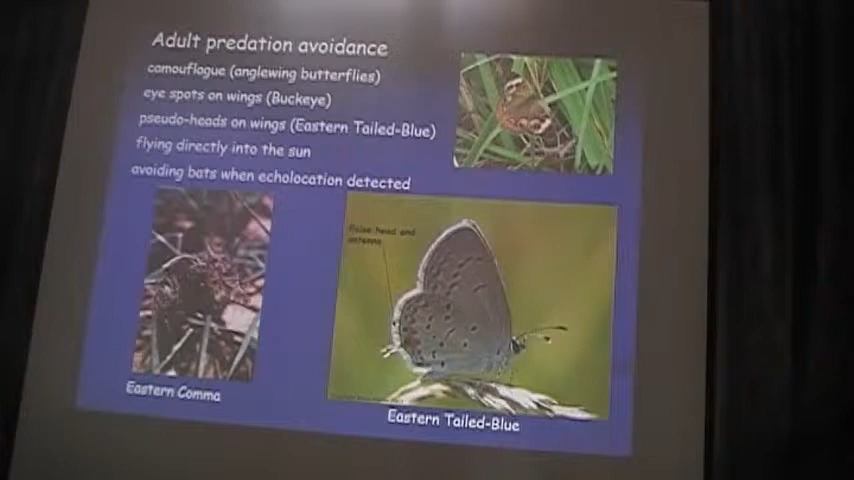 Adult predation avoidance
camouflague (anglewing butterflies)
eye spots on wings (Buckeye)
pseudo-heads on wings (Eastern Tailed-Blue)
flying directly into the sun
avoiding bats when echolocation detected
False head and
antenna
Eastern Comma
Eastern Tailed-Blue